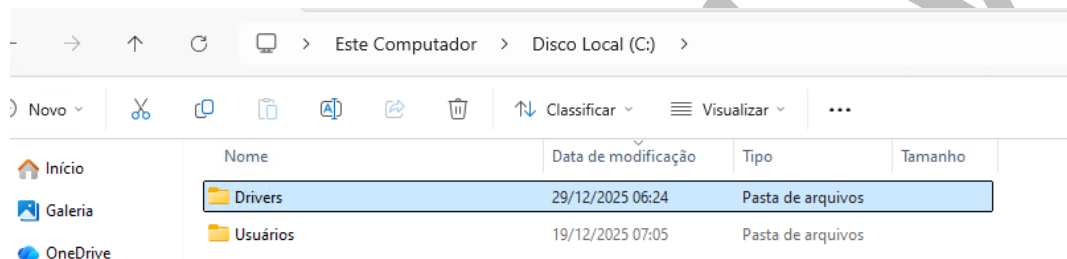 Este Computador > Disco Local (C:) >
Novo Classificar Visualizar ...
Início
Galeria
OneDrive
Nome Data de modificação Tipo Tamanho
Drivers 29/12/2025 06:24 Pasta de arquivos
Usuários 19/12/2025 07:05 Pasta de arquivos